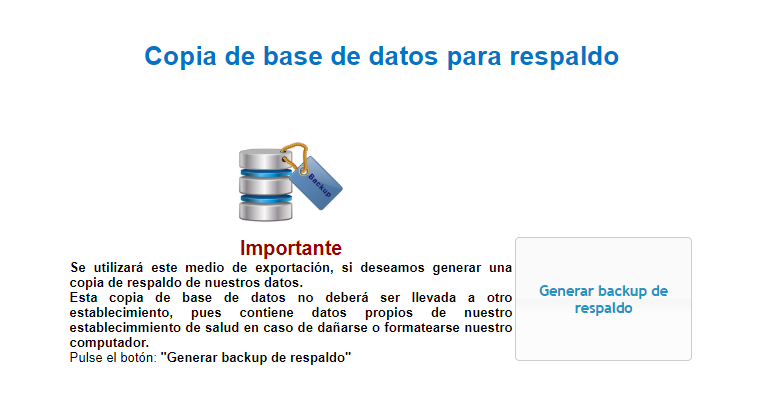 Copia de base de datos para respaldo
Backup
Importante
Se utilizará este medio de exportación, si deseamos generar una
copia de respaldo de nuestros datos.
Esta copia de base de datos no deberá ser llevada a otro
establecimiento, pues contiene datos propios de nuestro
establecimmiento de salud en caso de dañarse o formatearse nuestro
computador.
Pulse el botón: "Generar backup de respaldo"
Generar backup de
respaldo